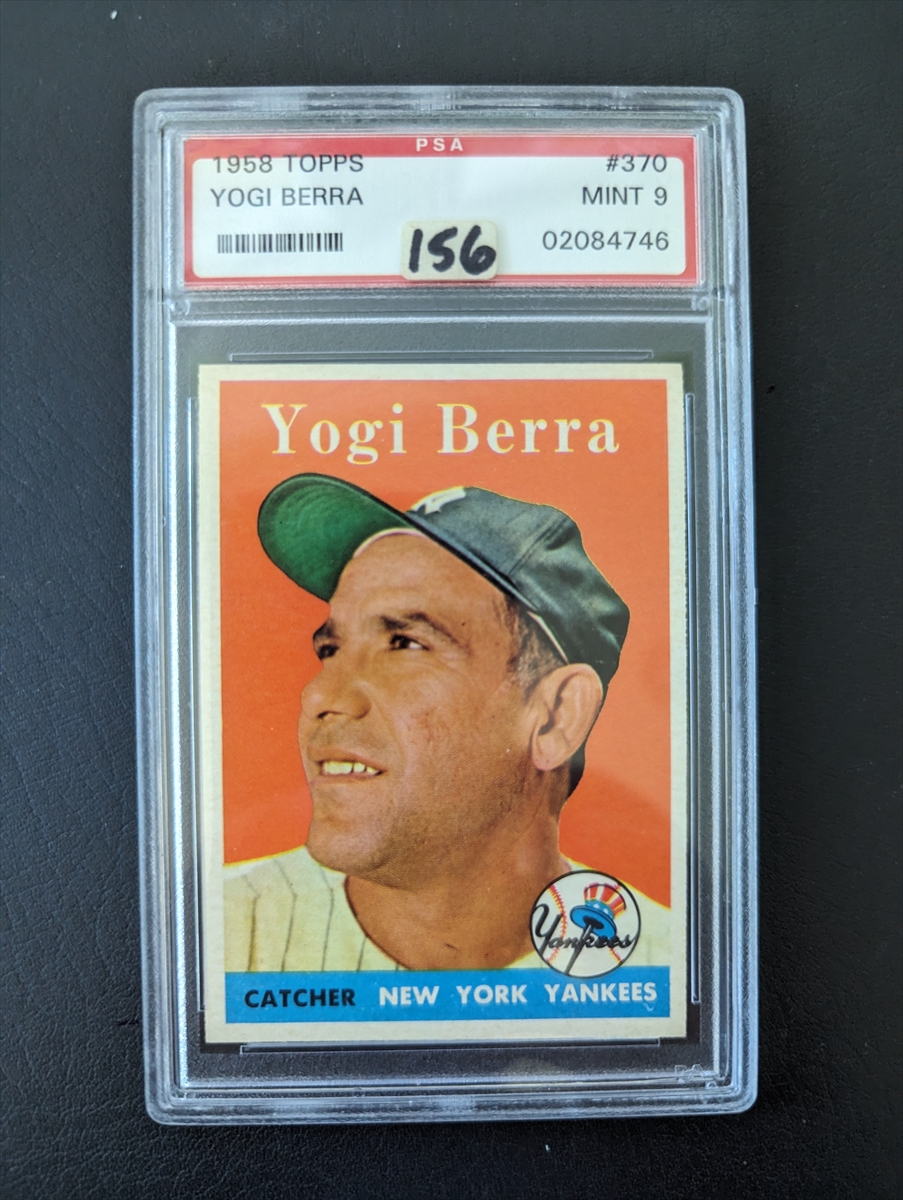 PSA
1958 TOPPS #370
YOGI BERRA MINT 9
156 02084746
Yogi Berra
Yankees
CATCHER NEW YORK YANKEES